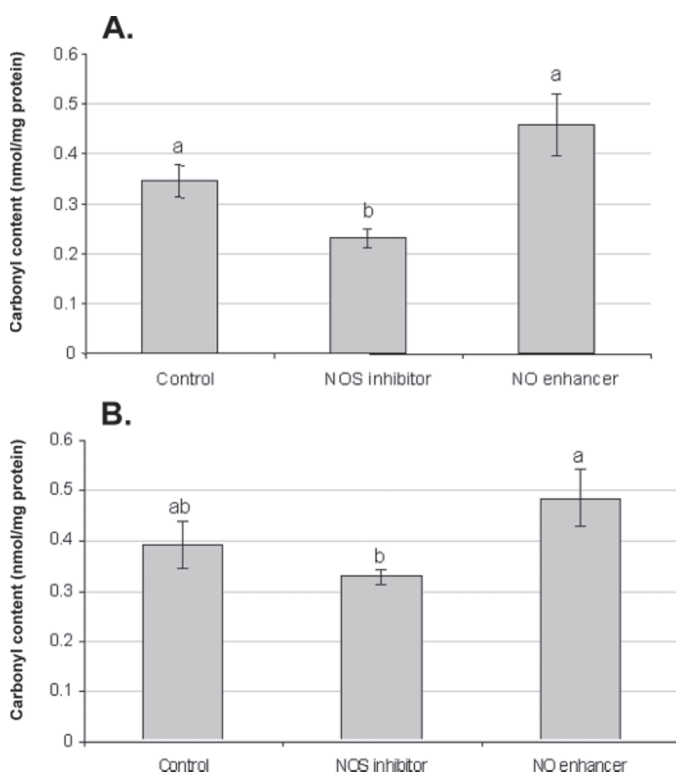 A.
Carbonyl content (nmol/mg protein)
0.6
0.5
0.4
0.3
0.2
0.1
0
a
b
a
Control NOS inhibitor NO enhancer
B.
Carbonyl content (nmol/mg protein)
0.6
0.5
0.4
0.3
0.2
0.1
0
ab
b
a
Control NOS inhibitor NO enhancer